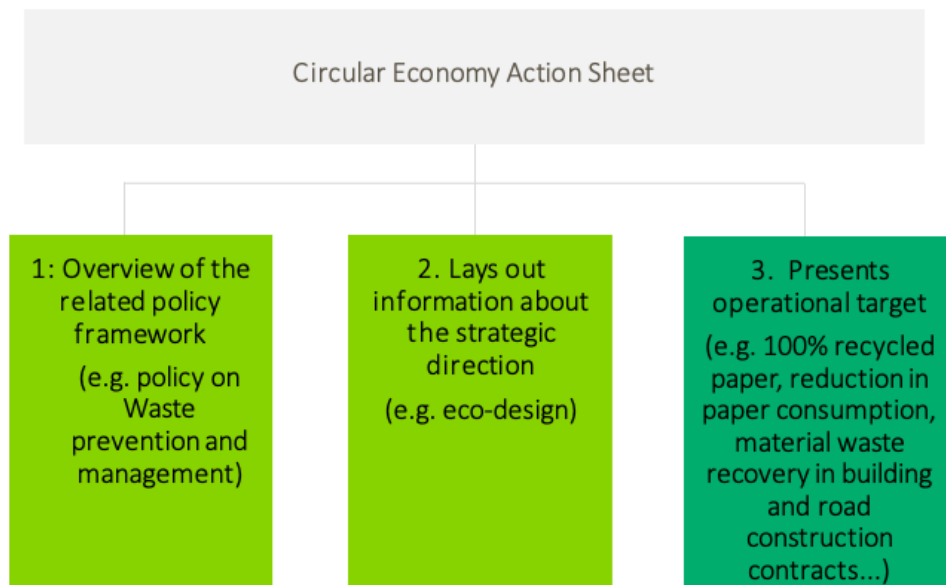 Circular Economy Action Sheet
1: Overview of the
related policy
framework
(e.g. policy on
Waste
prevention and
management)
2. Lays out
information about
the strategic
direction
(e.g. eco-design)
3. Presents
operational target
(e.g. 100% recycled
paper, reduction in
paper consumption,
material waste
recovery in building
and road
construction
contracts...)